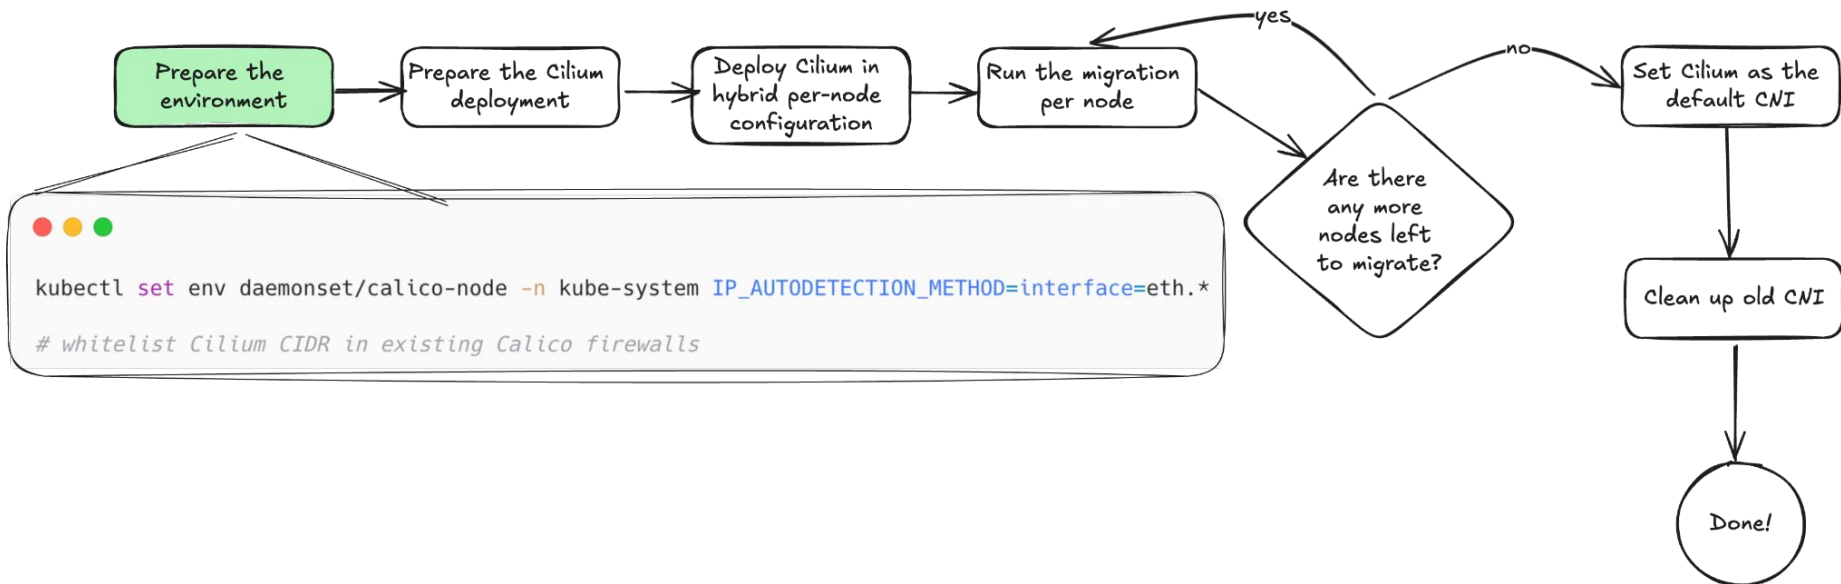 Prepare the
environment
Prepare the Cilium
deployment
Deploy Cilium in
hybrid per-node
configuration
Run the migration
per node
yes
no
Are there
any more
nodes left
to migrate?
Set Cilium as the
default CNI
Clean up old CNI
Done!
kubectl set env daemonset/calico-node -n kube-system IP_AUTODETECTION_METHOD=interface=eth.*
# whitelist Cilium CIDR in existing Calico firewalls